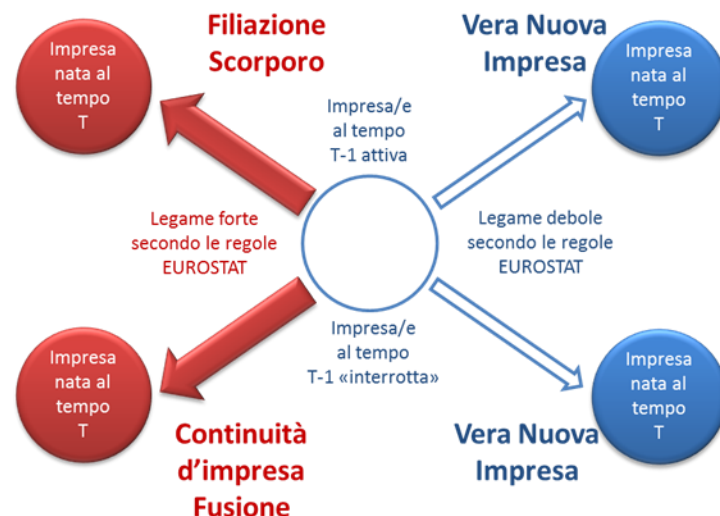 Impresa
nata al
tempo
T
Filiazione
Scorporo
Vera Nuova
Impresa
Impresa
nata al
tempo
T
Impresa/e
al tempo
T-1 attiva
Legame forte
secondo le regole
EUROSTAT
Legame debole
secondo le regole
EUROSTAT
Impresa/e
al tempo
T-1 «interrotta»
Impresa
nata al
tempo
T
Continuità
d'impresa
Fusione
Vera Nuova
Impresa
Impresa
nata al
tempo
T